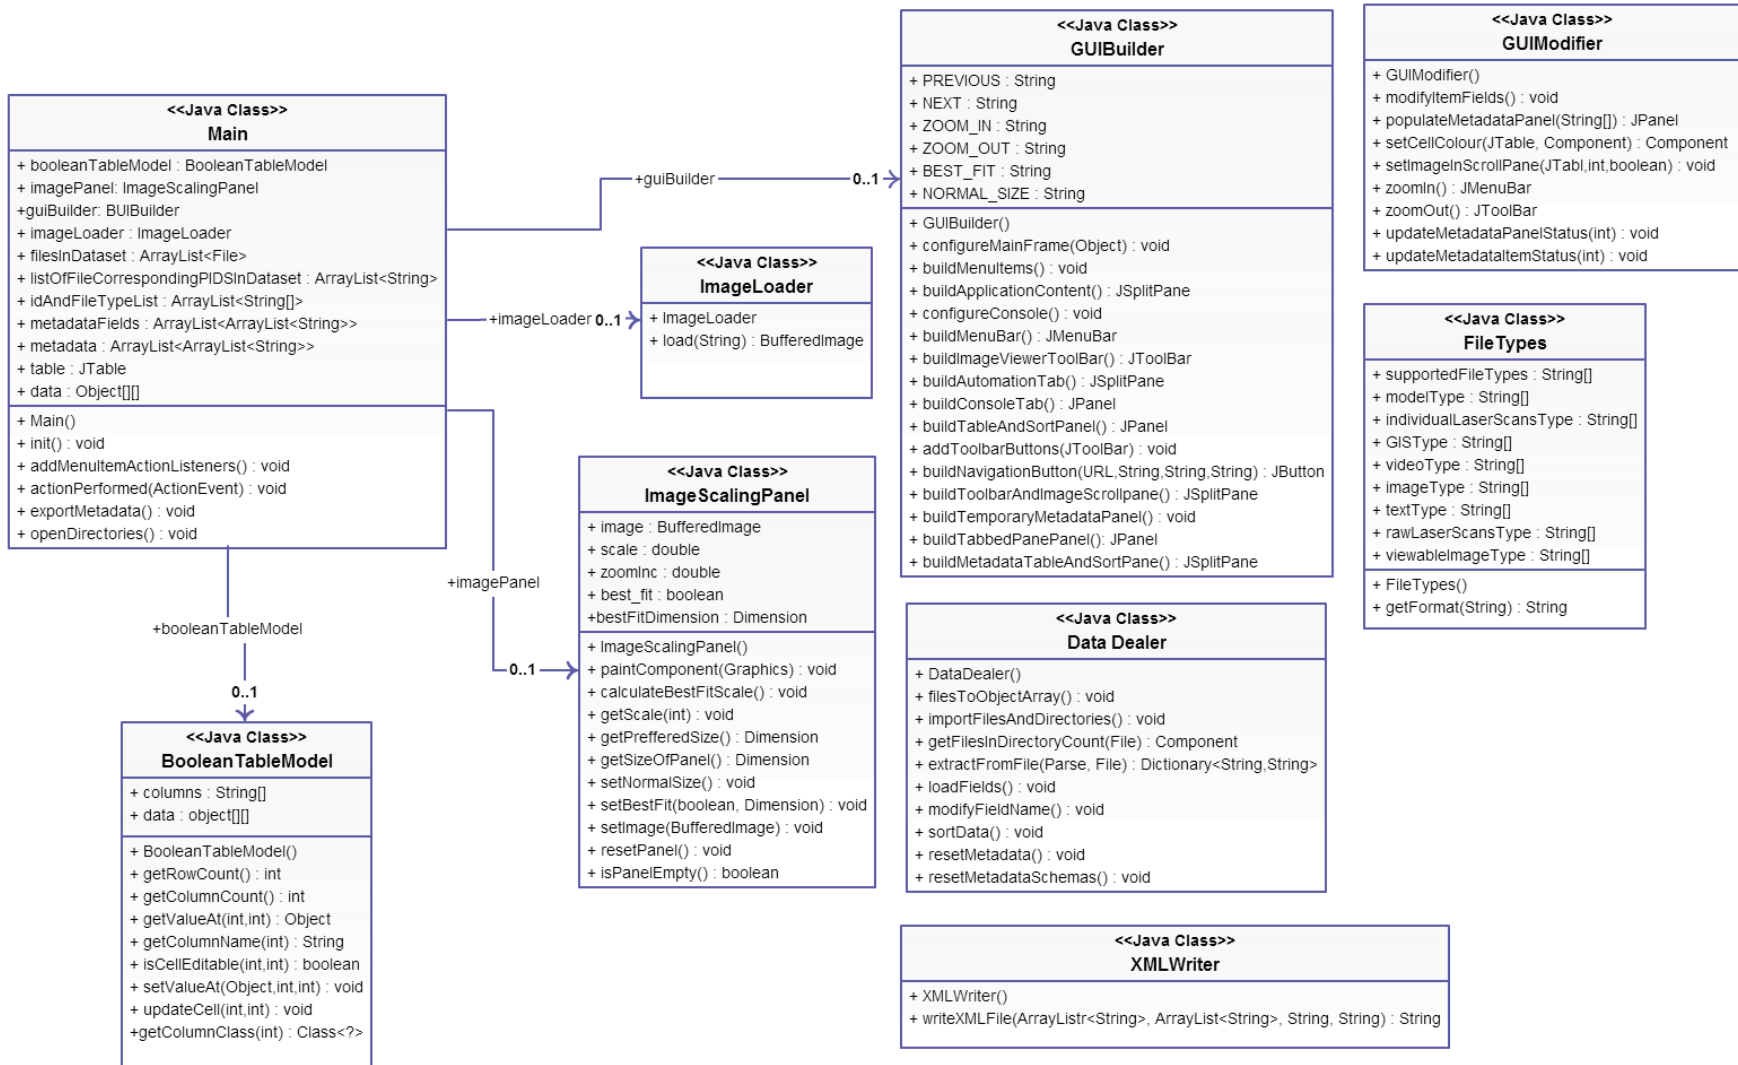 <<Java Class>>
Main
+ booleanTableModel : BooleanTableModel
+ imagePanel: ImageScalingPanel
+guiBuilder: BUIBuilder
+ imageLoader : ImageLoader
+ filesInDataset : ArrayList<File>
+ listOfFileCorrespondingPIDSInDataset : ArrayList<String>
+ idAndFileTypeList : ArrayList<String[]>
+ metadataFields : ArrayList<ArrayList<String>>
+ metadata : ArrayList<ArrayList<String>>
+ table : JTable
+ data : Object[][]
+ Main()
+ init() : void
+ addMenuItemActionListeners() : void
+ actionPerformed(ActionEvent) : void
+ exportMetadata() : void
+ openDirectories() : void
+guiBuilder
0..1
+imageLoader
0..1
+imagePanel
0..1
+booleanTableModel
0..1
<<Java Class>>
BooleanTableModel
+ columns : String[]
+ data : object[][]
+ BooleanTableModel()
+ getRowCount() : int
+ getColumnCount() : int
+ getValueAt(int,int) : Object
+ getColumnName(int) : String
+ isCellEditable(int,int) : boolean
+ setValueAt(Object,int,int) : void
+ updateCell(int,int) : void
+getColumnClass(int) : Class<?>
<<Java Class>>
ImageLoader
+ ImageLoader
+ load(String) : BufferedImage
<<Java Class>>
ImageScalingPanel
+ image : BufferedImage
+ scale : double
+ zoomInc : double
+ best_fit : boolean
+bestFitDimension : Dimension
+ ImageScalingPanel()
+ paintComponent(Graphics) : void
+ calculateBestFitScale() : void
+ getScale(int) : void
+ getPrefferedSize() : Dimension
+ getSizeOfPanel() : Dimension
+ setNormalSize() : void
+ setBestFit(boolean, Dimension) : void
+ setImage(BufferedImage) : void
+ resetPanel() : void
+ isPanelEmpty() : boolean
<<Java Class>>
GUIBuilder
+ PREVIOUS : String
+ NEXT : String
+ ZOOM_IN : String
+ ZOOM_OUT : String
+ BEST_FIT : String
+ NORMAL_SIZE : String
+ GUIBuilder()
+ configureMainFrame(Object) : void
+ buildMenuItems() : void
+ buildApplicationContent() : JSplitPane
+ configureConsole() : void
+ buildMenuBar() : JMenuBar
+ buildImageViewerToolBar() : JToolBar
+ buildAutomationTab() : JSplitPane
+ buildConsoleTab() : JPanel
+ buildTableAndSortPanel() : JPanel
+ addToolbarButtons(JToolBar) : void
+ buildNavigationButton(URL,String,String,String) : JButton
+ buildToolbarAndImageScrollpane() : JSplitPane
+ buildTemporaryMetadataPanel() : void
+ buildTabbedPanePanel(): JPanel
+ buildMetadataTableAndSortPane() : JSplitPane
<<Java Class>>
Data Dealer
+ DataDealer()
+ filesToObjectArray() : void
+ importFilesAndDirectories() : void
+ getFilesInDirectoryCount(File) : Component
+ extractFromFile(Parse, File) : Dictionary<String,String>
+ loadFields() : void
+ modifyFieldName() : void
+ sortData() : void
+ resetMetadata() : void
+ resetMetadataSchemas() : void
<<Java Class>>
XMLWriter
+ XMLWriter()
+ writeXMLFile(ArrayListr<String>, ArrayList<String>, String, String) : String
<<Java Class>>
GUIModifier
+ GUIModifier()
+ modifyItemFields() : void
+ populateMetadataPanel(String[]) : JPanel
+ setCellColour(JTable, Component) : Component
+ setImageInScrollPane(JTabl,int,boolean) : void
+ zoomIn() : JMenuBar
+ zoomOut() : JToolBar
+ updateMetadataPanelStatus(int) : void
+ updateMetadataItemStatus(int) : void
<<Java Class>>
FileTypes
+ supportedFileTypes : String[]
+ modelType : String[]
+ individualLaserScansType : String[]
+ GISType : String[]
+ videoType : String[]
+ imageType : String[]
+ textType : String[]
+ rawLaserScansType : String[]
+ viewableImageType : String[]
+ FileTypes()
+ getFormat(String) : String